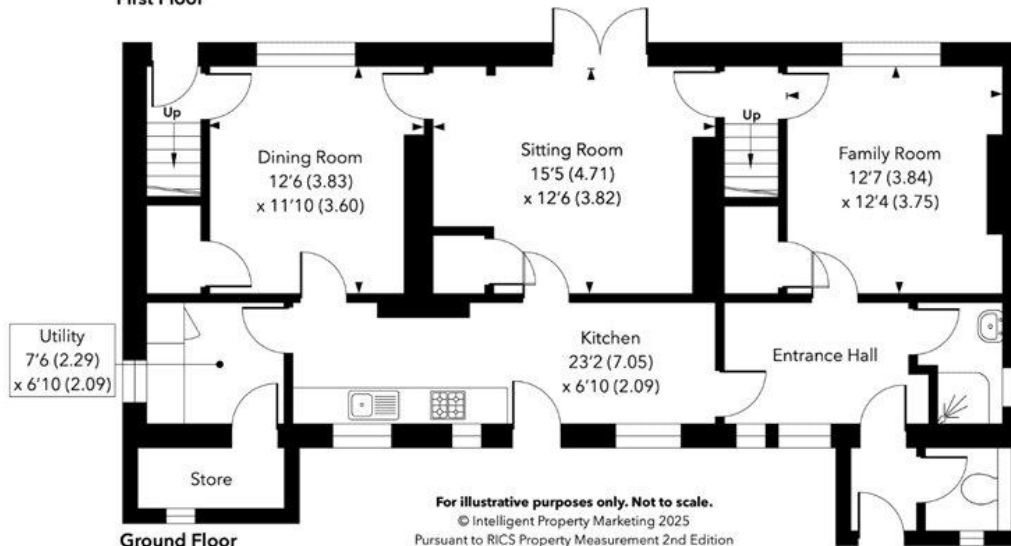 First Floor
Up
Dining Room
12'6 (3.83)
x 11'10 (3.60)
Sitting Room
15'5 (4.71)
x 12'6 (3.82)
Up
Family Room
12'7 (3.84)
x 12'4 (3.75)
Utility
7'6 (2.29)
x 6'10 (2.09)
Kitchen
23'2 (7.05)
x 6'10 (2.09)
Entrance Hall
Store
Ground Floor
For illustrative purposes only. Not to scale.
© Intelligent Property Marketing 2025
Pursuant to RICS Property Measurement 2nd Edition